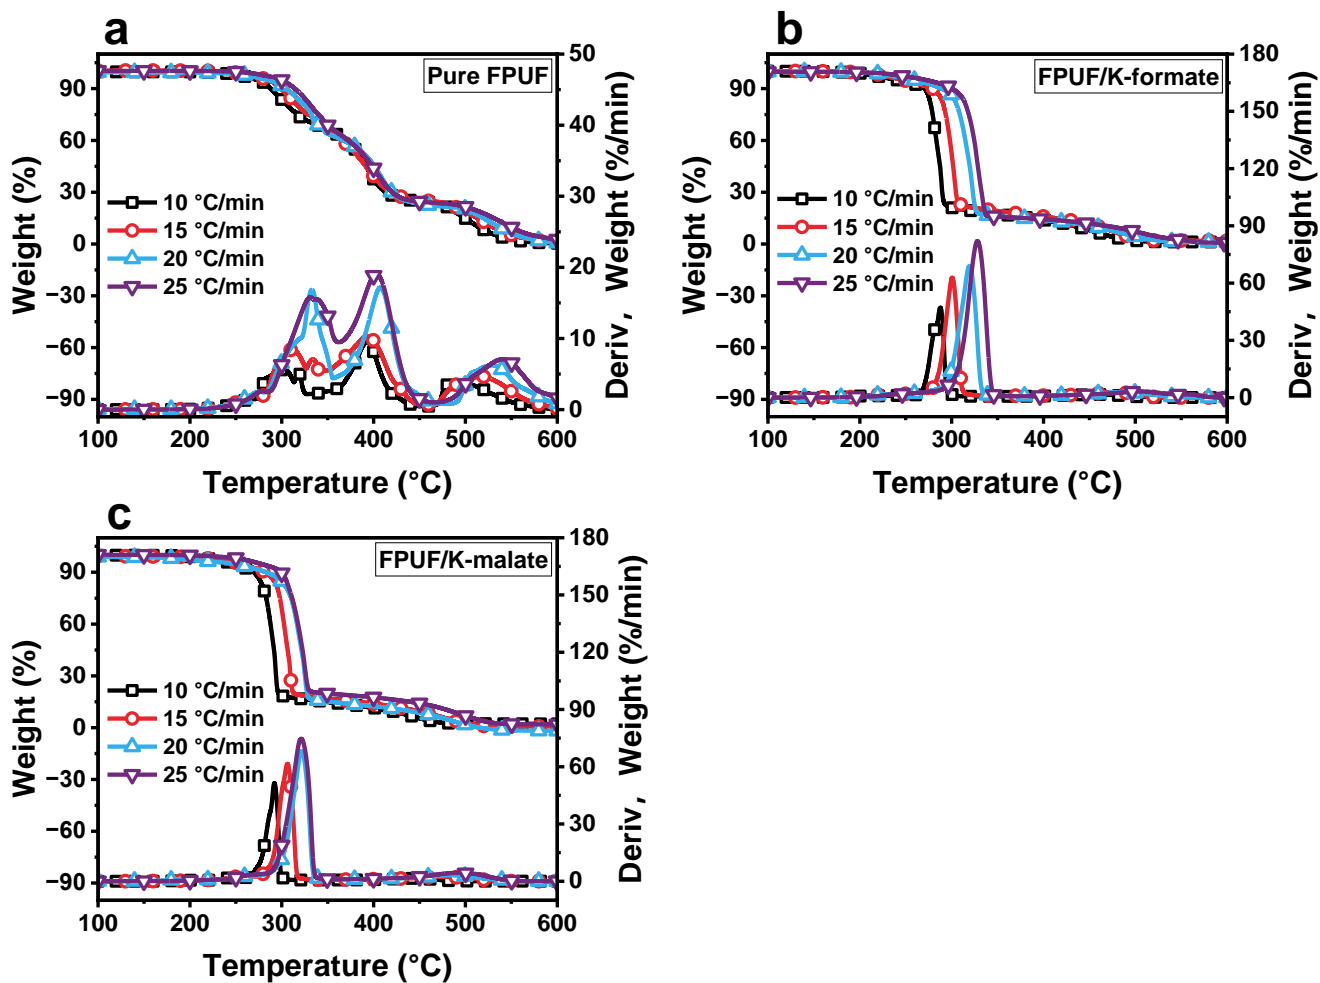 a
Pure FPUF
Weight (%)
90
60
30
0
−30
−60
−90
10 °C/min
15 °C/min
20 °C/min
25 °C/min
50
40
30
20
10
0
Deriv, Weight (%/min)
100 200 300 400 500 600
Temperature (°C)
b
FPUF/K-formate
Weight (%)
90
60
30
0
−30
−60
−90
10 °C/min
15 °C/min
20 °C/min
25 °C/min
180
150
120
90
60
30
0
Deriv, Weight (%/min)
100 200 300 400 500 600
Temperature (°C)
c
FPUF/K-malate
Weight (%)
90
60
30
0
−30
−60
−90
10 °C/min
15 °C/min
20 °C/min
25 °C/min
180
150
120
90
60
30
0
Deriv, Weight (%/min)
100 200 300 400 500 600
Temperature (°C)